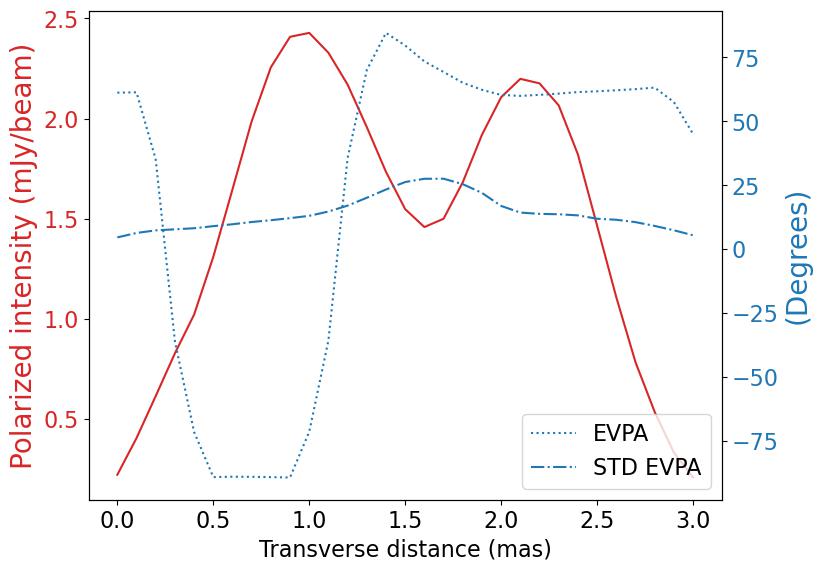 2.5
2.0
1.5
1.0
0.5
Polarized intensity (mJy/beam)
75
50
25
0
−25
−50
−75
(Degrees)
EVPA
STD EVPA
0.0 0.5 1.0 1.5 2.0 2.5 3.0
Transverse distance (mas)